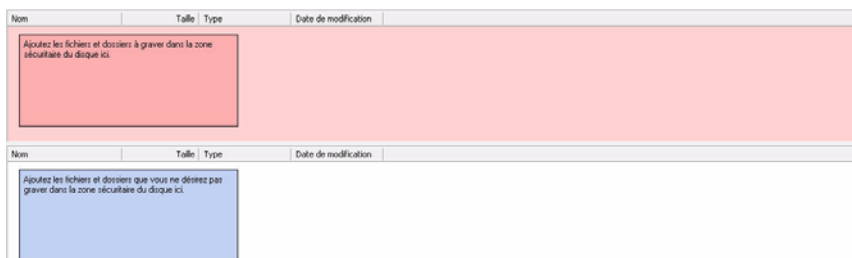 Nom Taille Type Date de modification
Ajoutez les fichiers et dossiers à graver dans la zone
sécuritaire du disque ici.
Nom Taille Type Date de modification
Ajoutez les fichiers et dossiers que vous ne désirez pas
graver dans la zone sécuritaire du disque ici.